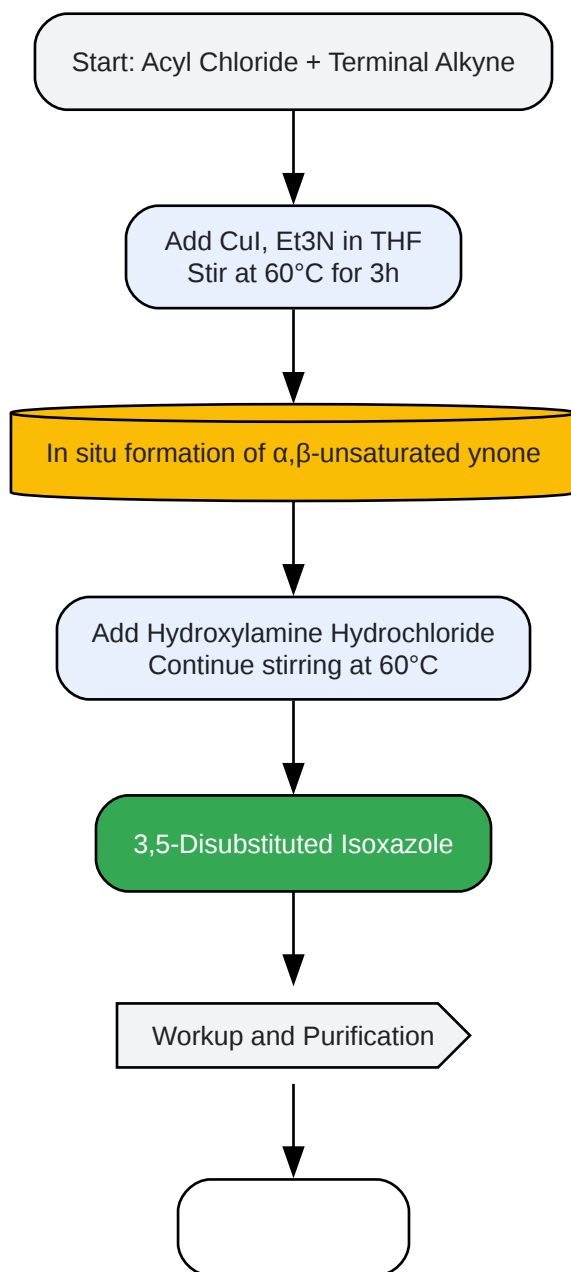 Start: Acyl Chloride + Terminal Alkyne
Add CuI, Et3N in THF
Stir at 60°C for 3h
In situ formation of α,β-unsaturated ynone
Add Hydroxylamine Hydrochloride
Continue stirring at 60°C
3,5-Disubstituted Isoxazole
Workup and Purification